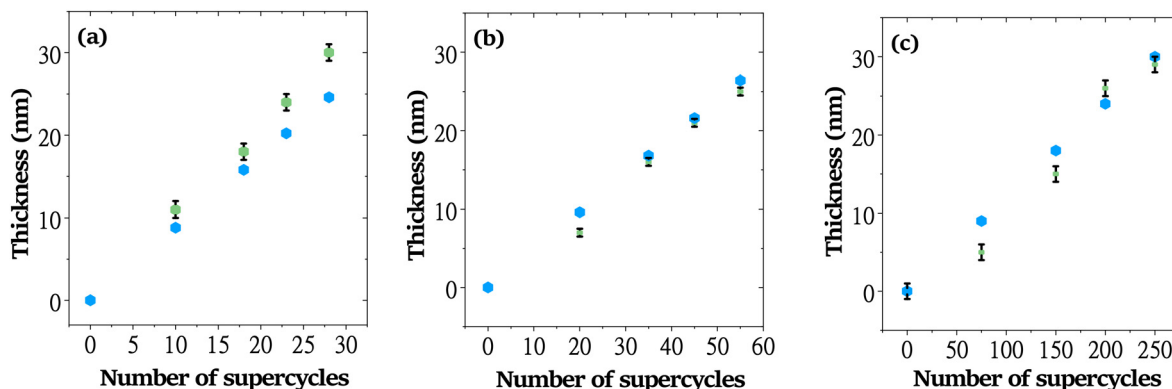 (a)
Thickness (nm)
30
20
10
0
0 5 10 15 20 25 30
Number of supercycles
(b)
Thickness (nm)
30
20
10
0
0 10 20 30 40 50 60
Number of supercycles
(c)
Thickness (nm)
30
20
10
0
0 50 100 150 200 250
Number of supercycles